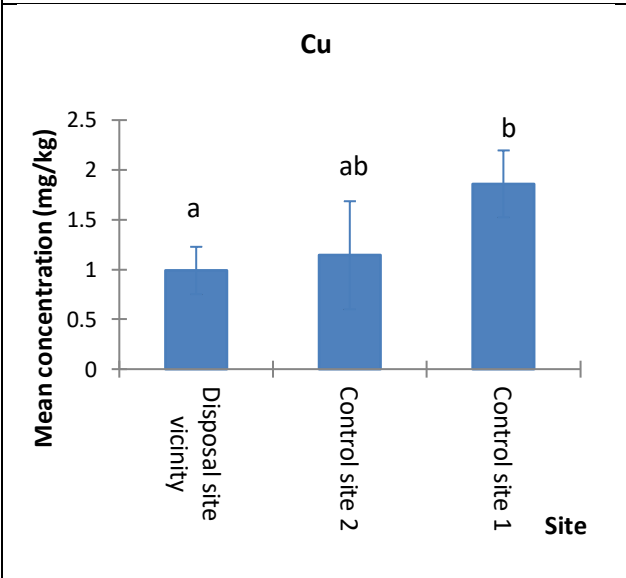 Cu
Mean concentration (mg/kg)
2.5
2
1.5
1
0.5
0
a
ab
b
Disposal site
vicinity
Control site 2
Control site 1
Site